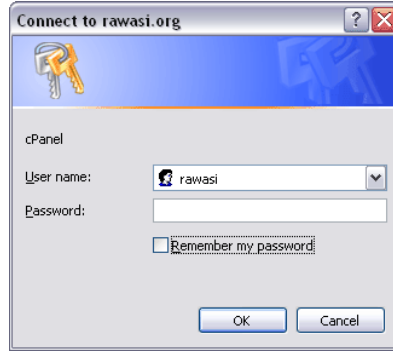 Connect to rawasi.org
cPanel
User name:
rawasi
Password:
Remember my password
OK
Cancel